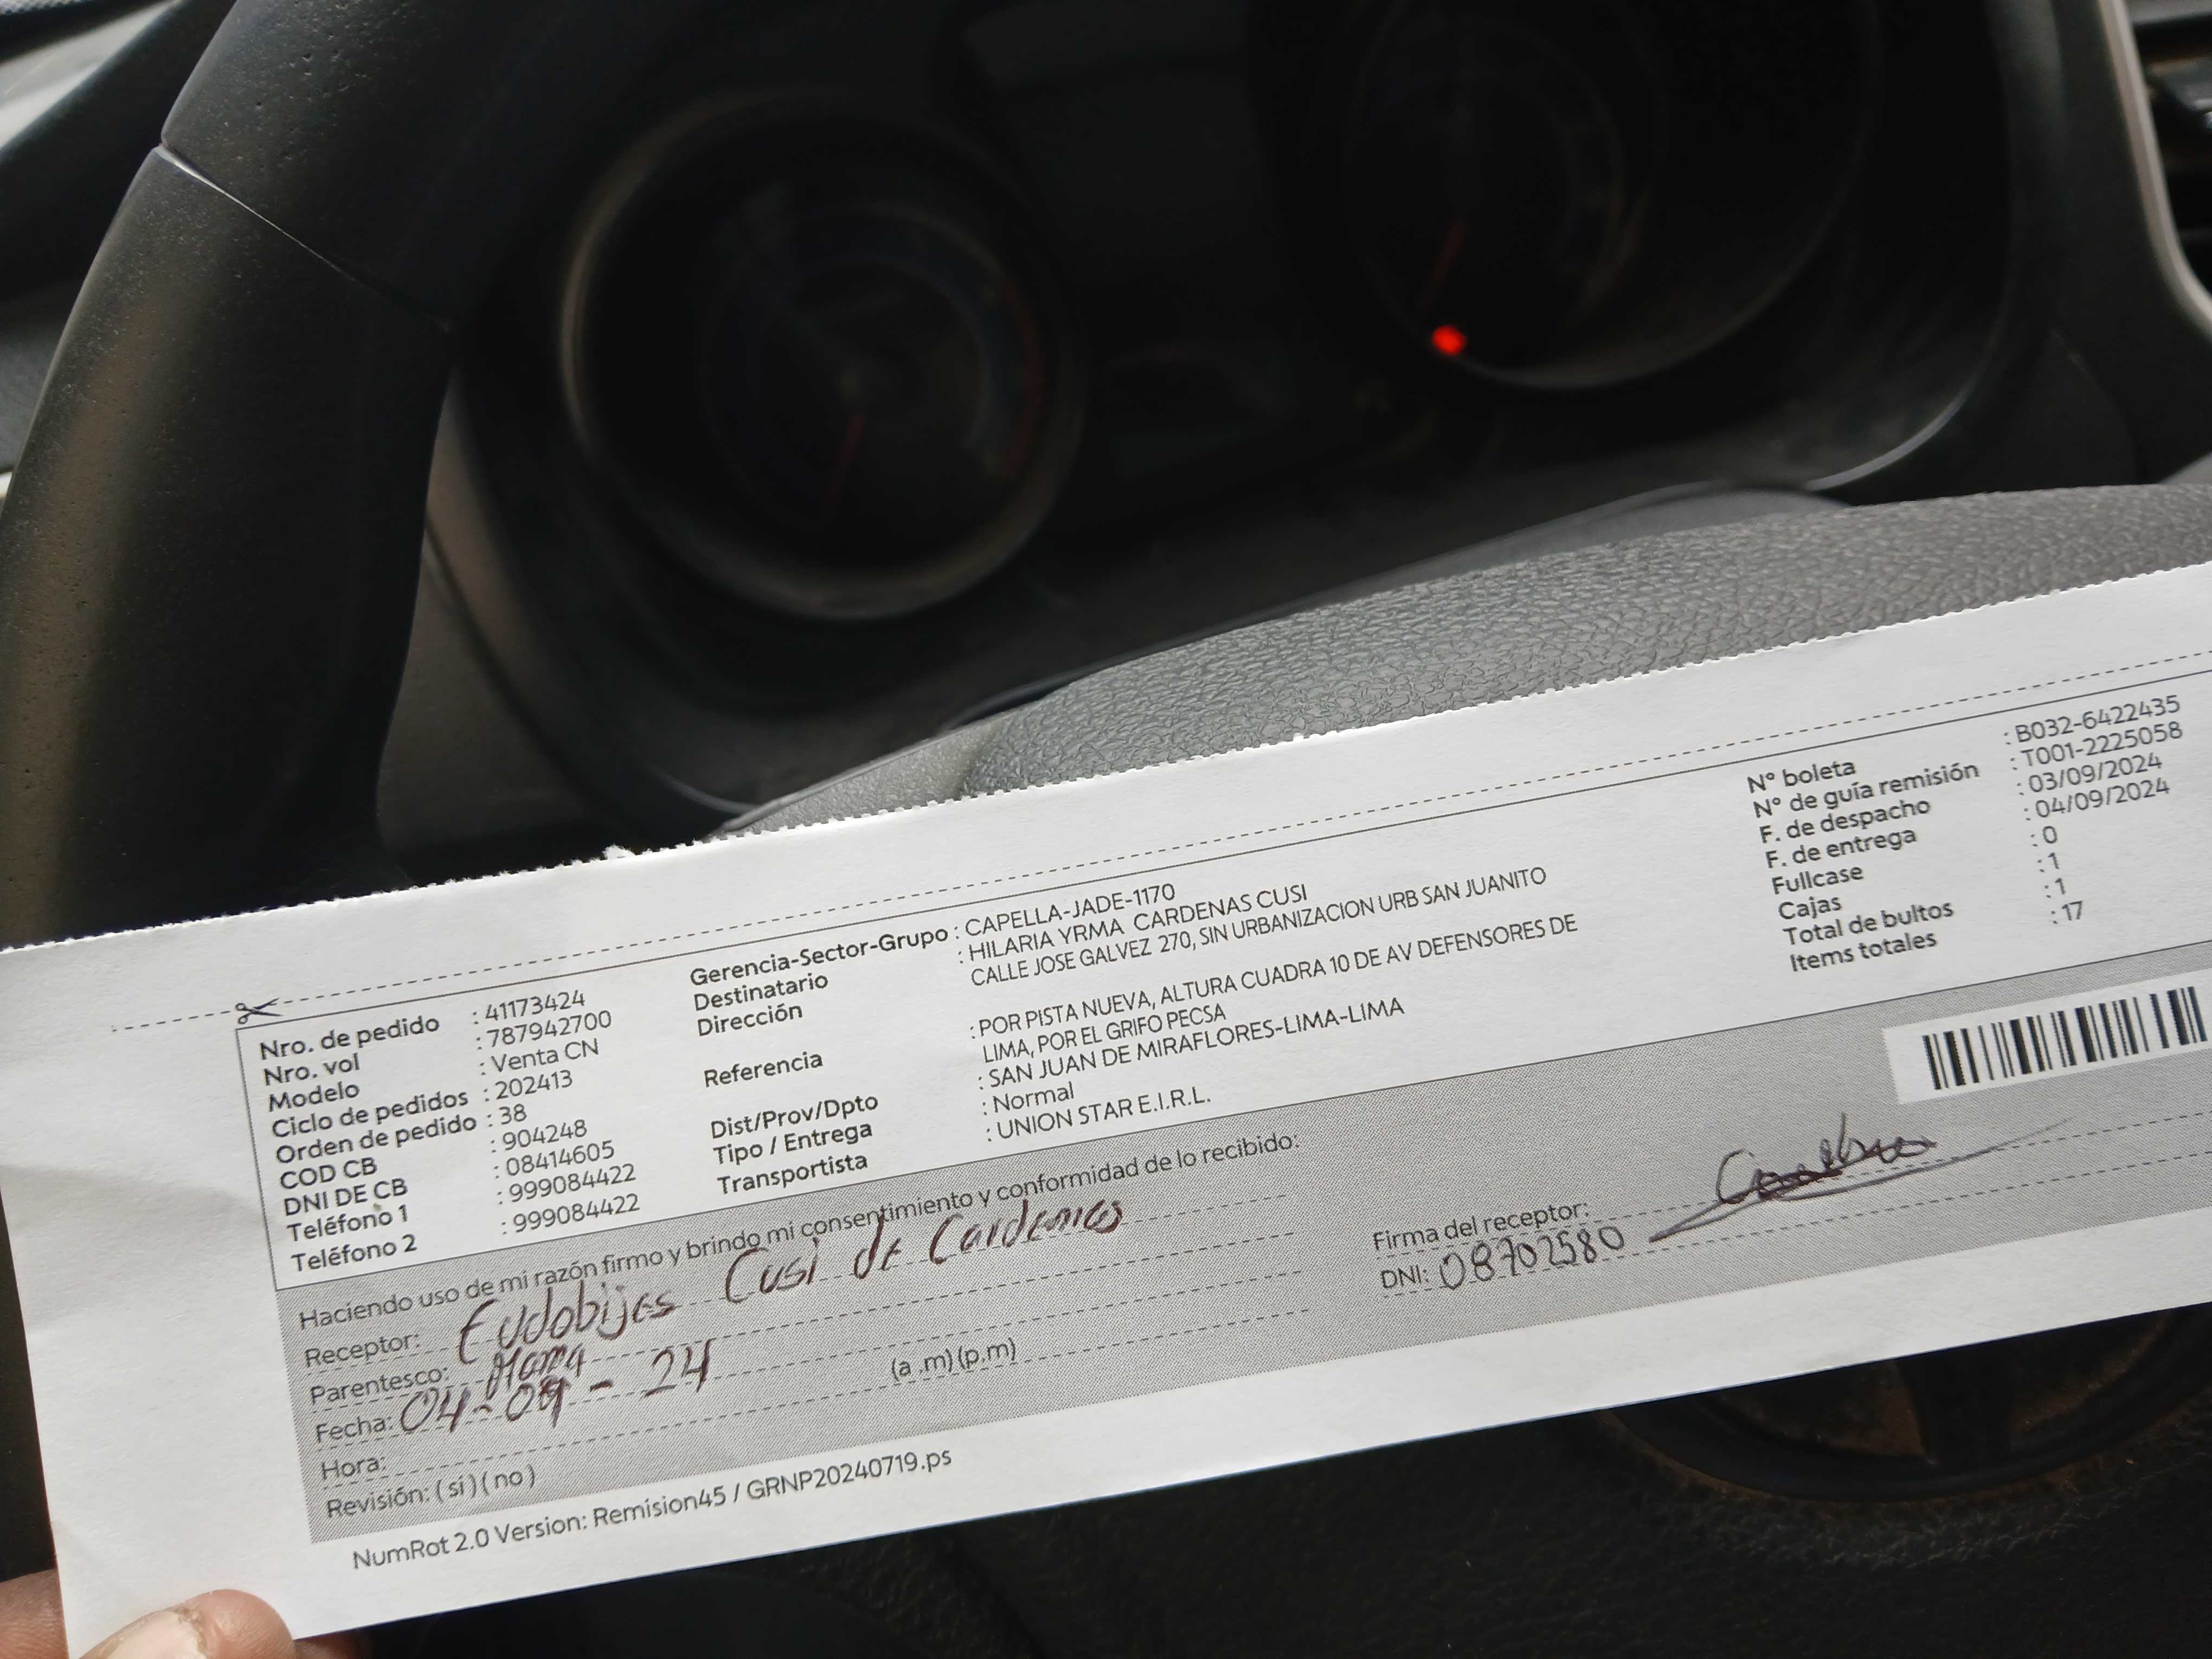 Nro. de pedido : 41173424
Nro. vol : 787942700
Modelo : Venta CN
Ciclo de pedidos : 202413
Orden de pedido : 38
COD CB : 904248
DNI DE CB : 08414605
Teléfono 1 : 999084422
Teléfono 2 : 999084422
Gerencia-Sector-Grupo : CAPELLA-JADE-1170
Destinatario : HILARIA YRMA CARDENAS CUSI
Dirección CALLE JOSE GALVEZ 270, SIN URBANIZACION URB SAN JUANITO
Referencia : POR PISTA NUEVA, ALTURA CUADRA 10 DE AV DEFENSORES DE
LIMA, POR EL GRIFO PECSA
Dist/Prov/Dpto : SAN JUAN DE MIRAFLORES-LIMA-LIMA
Tipo / Entrega : Normal
Transportista : UNION STAR E.I.R.L.
N° boleta : B032-6422435
N° de guía remisión : T001-2225058
F. de despacho : 03/09/2024
F. de entrega : 04/09/2024
Fullcase : 0
Cajas : 1
Total de bultos : 1
Items totales : 17
Haciendo uso de mi razón firmo y brindo mi consentimiento y conformidad de lo recibido:
Receptor: Eudobijes Cusi de Cardenas
Parentesco: Mama
Fecha: 04-09-24
Hora: (a .m) (p.m)
Revisión: ( si ) ( no )
Firma del receptor:
DNI: 08702580
NumRot 2.0 Version: Remision45 / GRNP20240719.ps